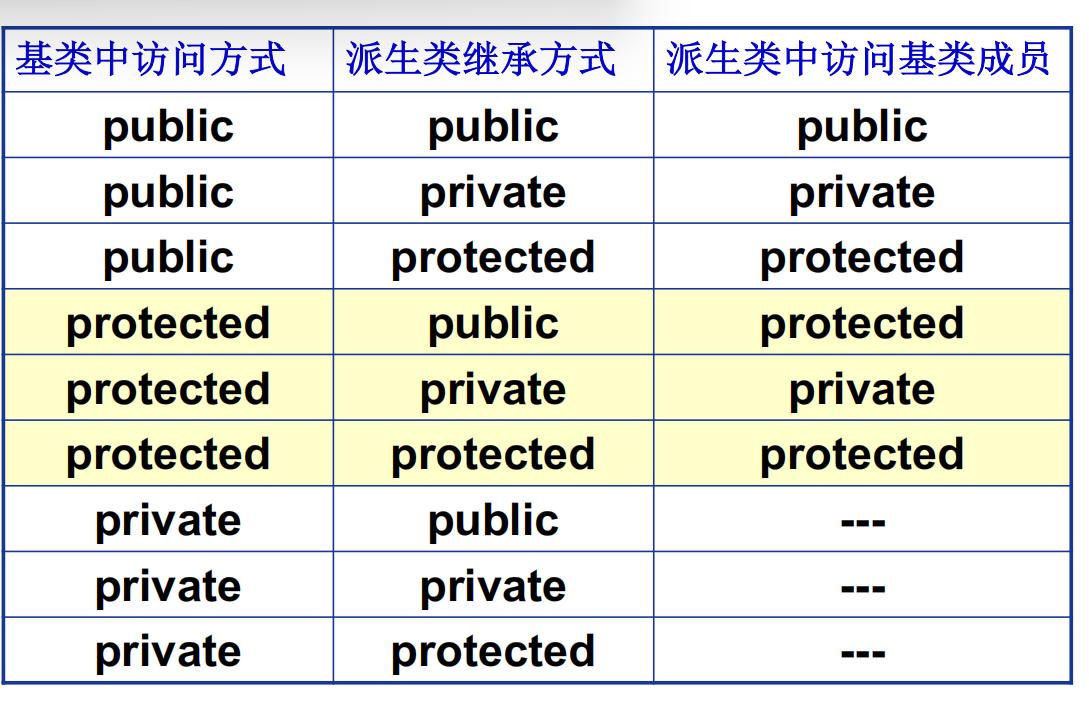 基类中访问方式 派生类继承方式 派生类中访问基类成员
public public public
public private private
public protected protected
protected public protected
protected private private
protected protected protected
private public ---
private private ---
private protected ---